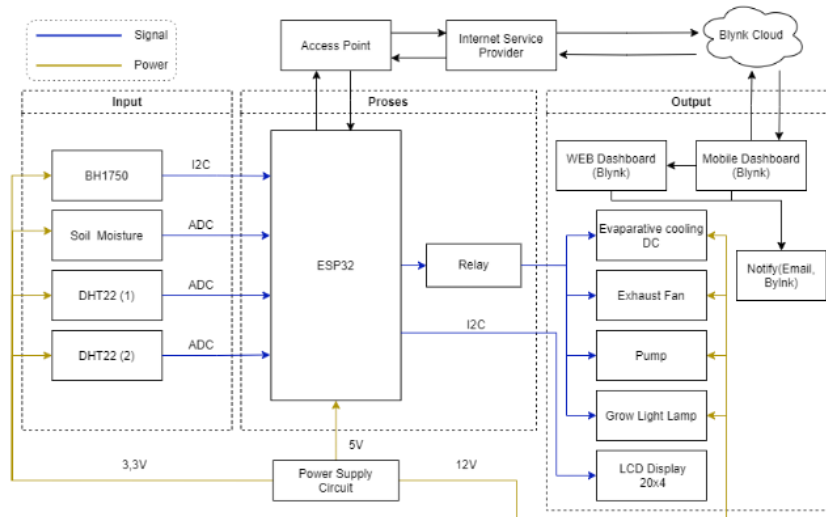 Signal
Power
Access Point
Internet Service
Provider
Blynk Cloud
Input
Proses
Output
BH1750
I2C
Soil Moisture
ADC
DHT22 (1)
ADC
DHT22 (2)
ADC
ESP32
Relay
I2C
WEB Dashboard
(Blynk)
Mobile Dashboard
(Blynk)
Evaparative cooling
DC
Notify(Email,
Bylnk)
Exhaust Fan
Pump
Grow Light Lamp
LCD Display
20x4
5V
3,3V
Power Supply
Circuit
12V